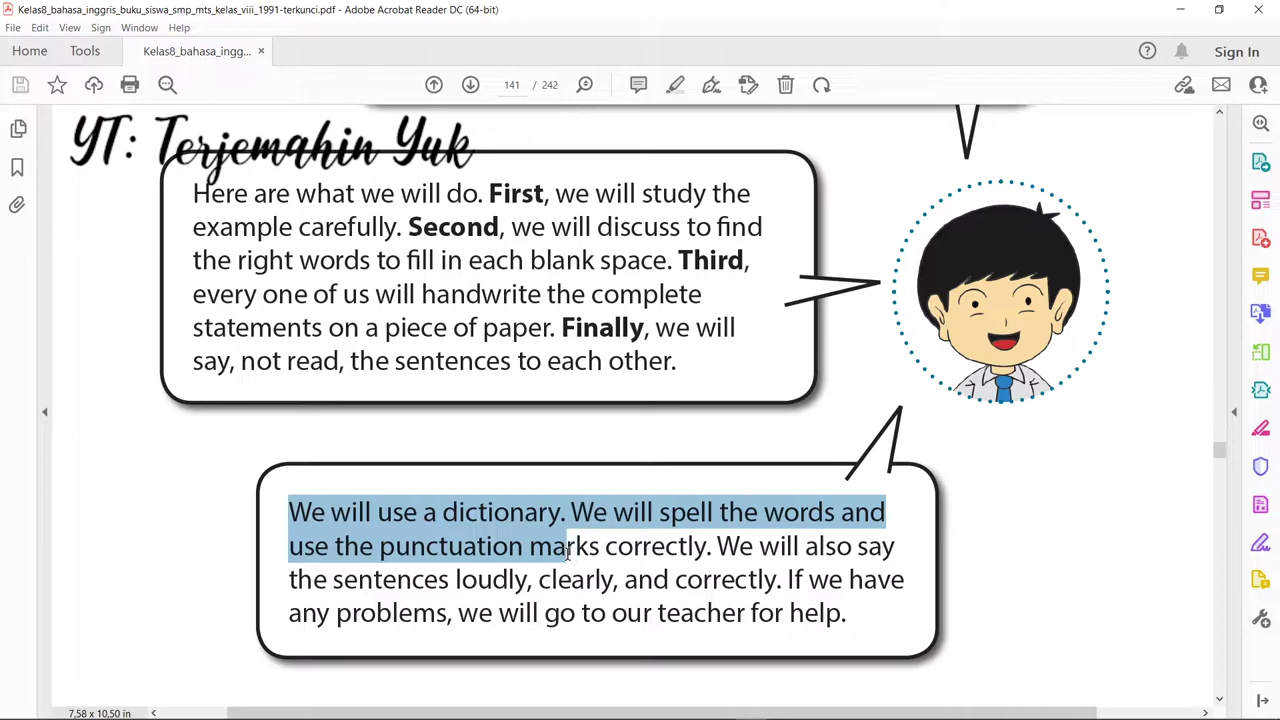 Kelas8_bahasa_inggris_buku_siswa_smp_mts_kelas_viii_1991-terkunci.pdf - Adobe Acrobat Reader DC (64-bit)
File Edit View Sign Window Help
Home Tools Kelas8_bahasa_ingg... × Sign In
141 / 242
YT: Terjemahin Yuk
Here are what we will do. First, we will study the
example carefully. Second, we will discuss to find
the right words to fill in each blank space. Third,
every one of us will handwrite the complete
statements on a piece of paper. Finally, we will
say, not read, the sentences to each other.
We will use a dictionary. We will spell the words and
use the punctuation marks correctly. We will also say
the sentences loudly, clearly, and correctly. If we have
any problems, we will go to our teacher for help.
7,58 x 10,50 in